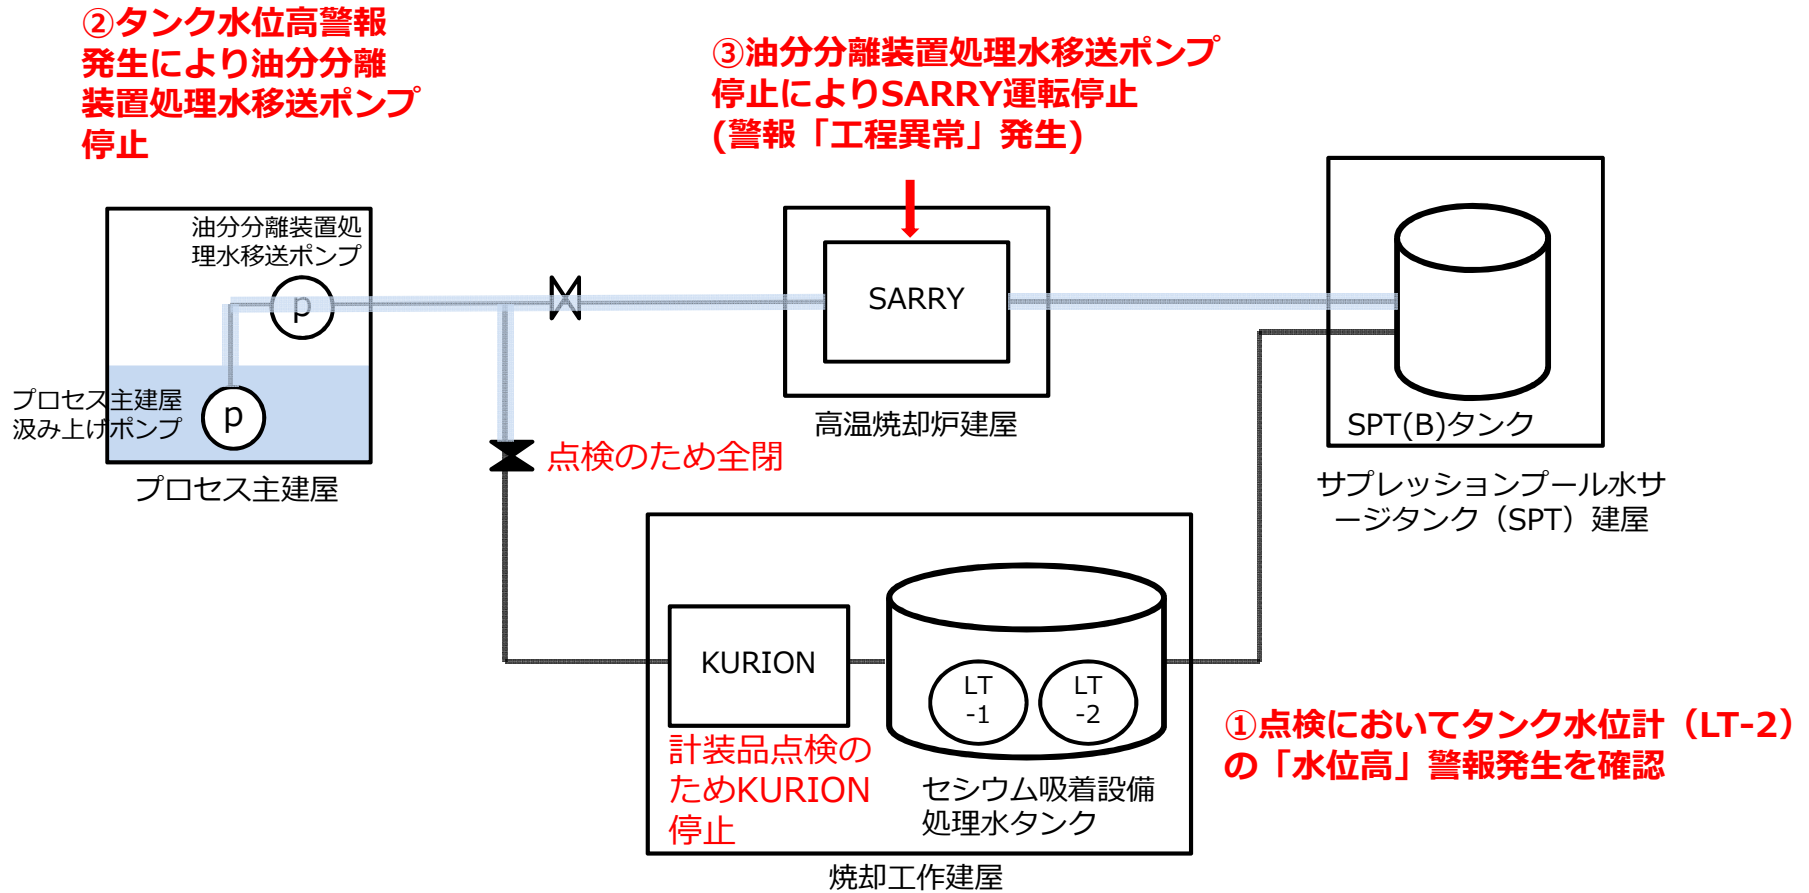 ②タンク水位高警報
発生により油分分離
装置処理水移送ポンプ
停止
③油分分離装置処理水移送ポンプ
停止によりSARRY運転停止
(警報「工程異常」発生)
油分分離装置処
理水移送ポンプ
p
SARRY
プロセス主建屋
汲み上げポンプ
p
高温焼却炉建屋
SPT(B)タンク
点検のため全閉
プロセス主建屋
サプレッションプール水サ
ージタンク（SPT）建屋
KURION
LT
-1
LT
-2
①点検においてタンク水位計（LT-2）
の「水位高」警報発生を確認
計装品点検の
ためKURION
停止
セシウム吸着設備
処理水タンク
焼却工作建屋